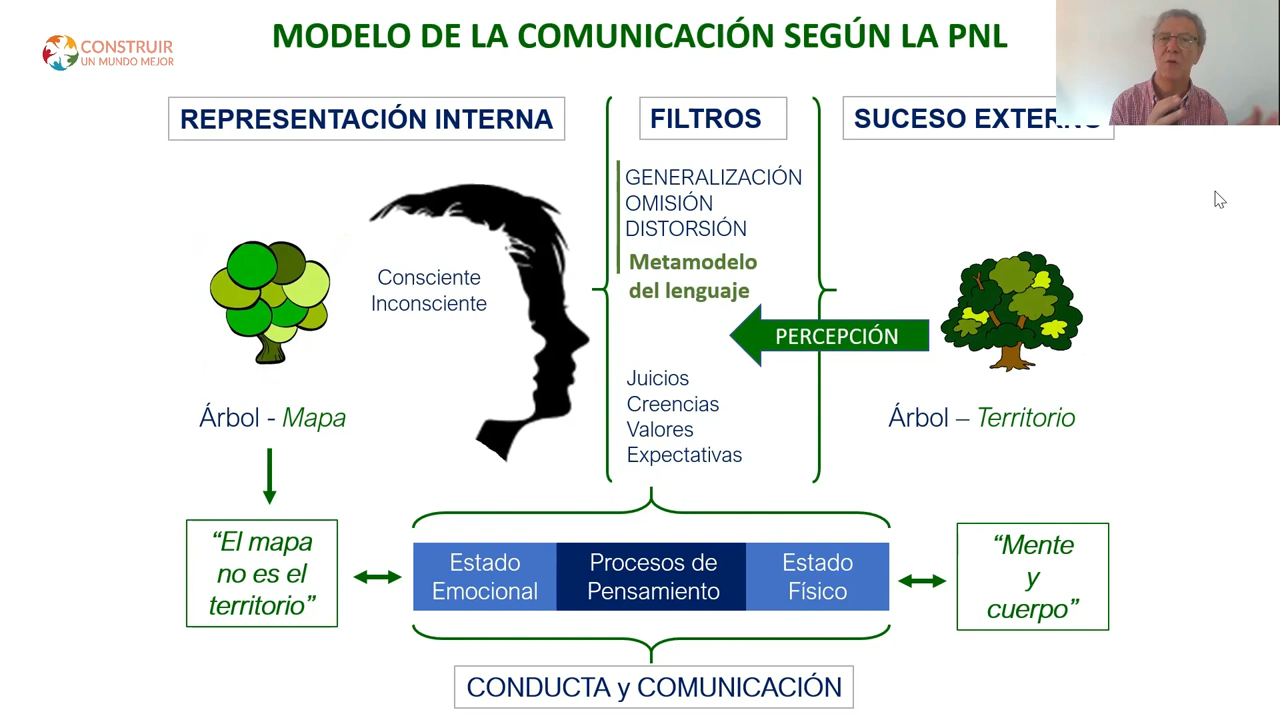 CONSTRUIR
UN MUNDO MEJOR
MODELO DE LA COMUNICACIÓN SEGÚN LA PNL
REPRESENTACIÓN INTERNA
FILTROS
SUCESO EXTERNO
GENERALIZACIÓN
OMISIÓN
DISTORSIÓN
Metamodelo
del lenguaje
Consciente
Inconsciente
PERCEPCIÓN
Juicios
Creencias
Valores
Expectativas
Árbol - Mapa
Árbol – Territorio
“El mapa
no es el
territorio”
Estado
Emocional
Procesos de
Pensamiento
Estado
Físico
“Mente
y
cuerpo”
CONDUCTA y COMUNICACIÓN